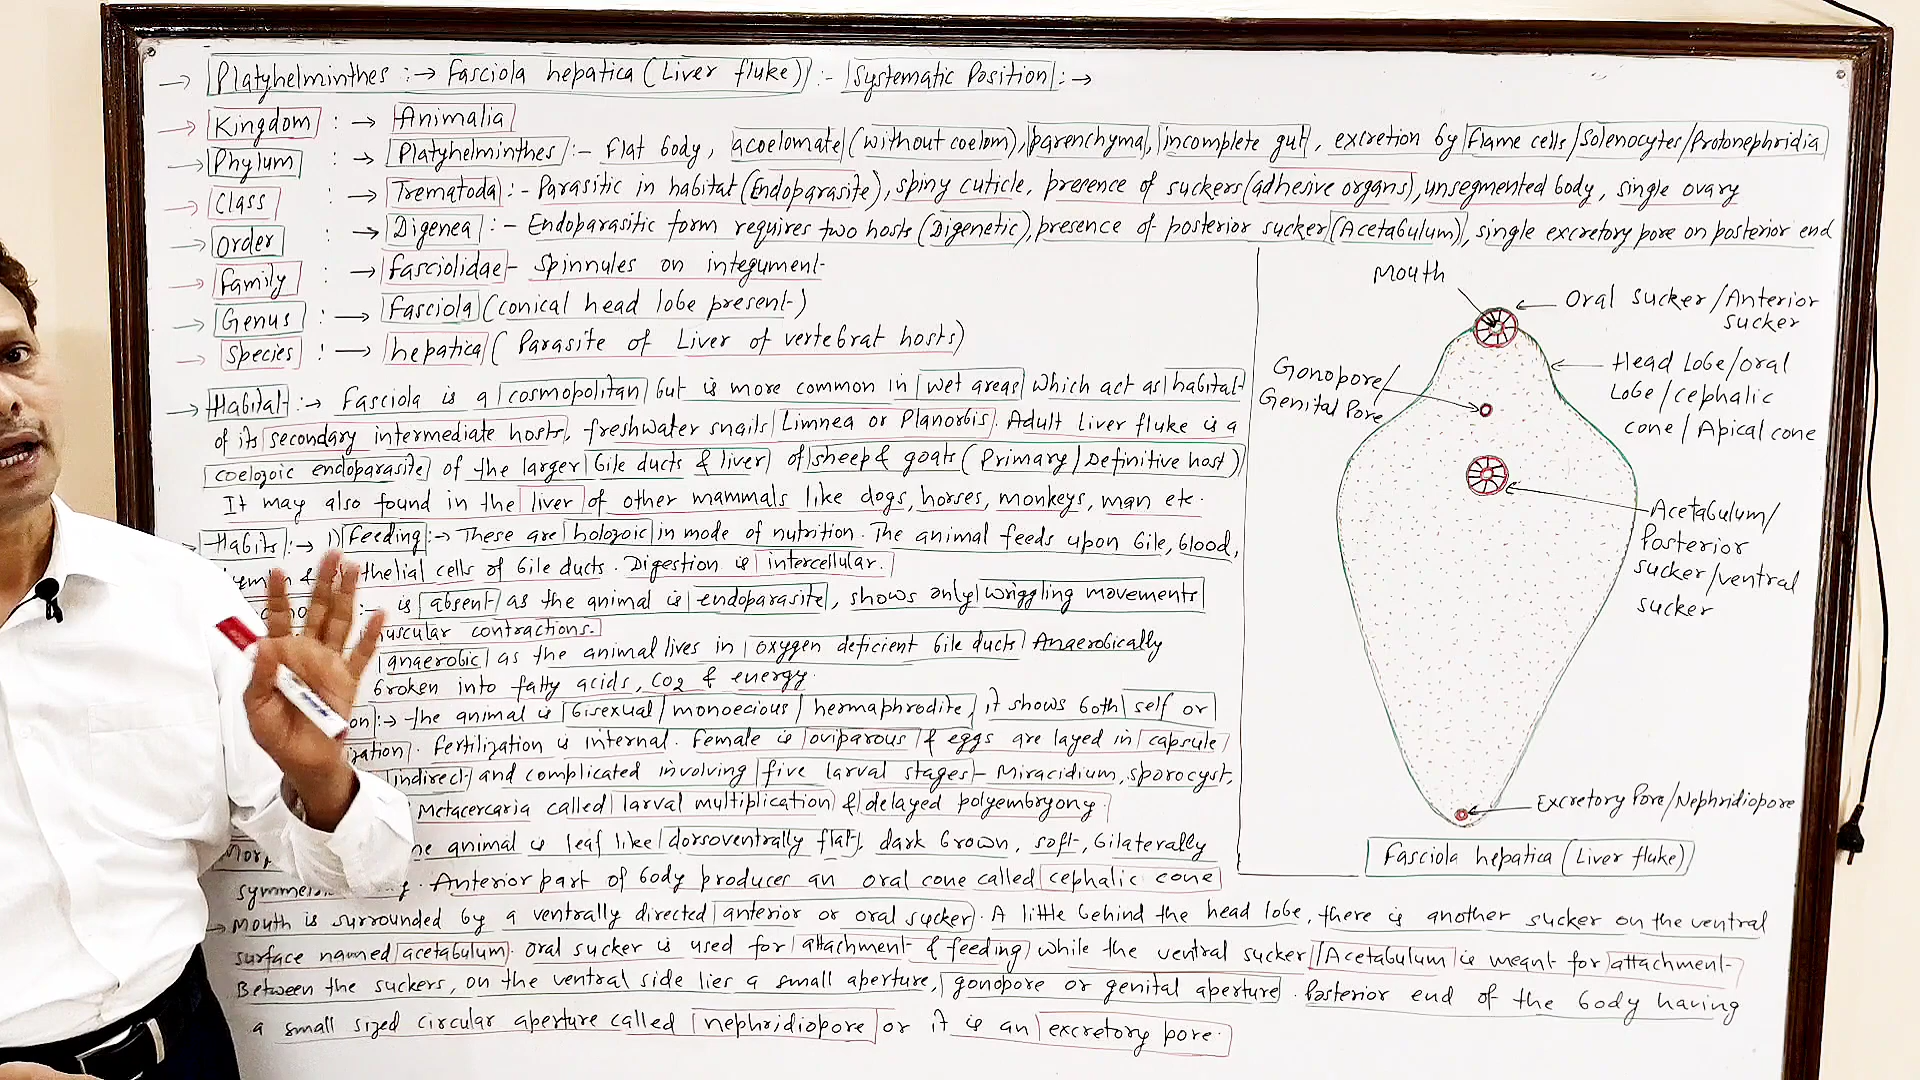 → Platyhelminthes :→ Fasciola hepatica (Liver fluke) :- Systematic Position :→
→ Kingdom : → Animalia
→ Phylum : → Platyhelminthes :- Flat body, acoelomate (without coelom), parenchyma, incomplete gut, excretion by Flame cells/Solenocytes/Protonephridia
→ Class : → Trematoda :- Parasitic in habitat (Endoparasite), spiny cuticle, presence of suckers (adhesive organs), unsegmented body, single ovary
→ Order : → Digenea :- Endoparasitic form requires two hosts (Digenetic), presence of posterior sucker (Acetabulum), single excretory pore on posterior end
→ Family : → fasciolidae - Spinnules on integument
→ Genus : → Fasciola (conical head lobe present)
→ Species : → hepatica ( Parasite of Liver of vertebrat hosts)
→ Habitat :→ Fasciola is a cosmopolitan but is more common in wet areas which act as habitat
of its secondary intermediate host, freshwater snails Limnea or Planorbis. Adult liver fluke is a
coelozoic endoparasite of the larger bile ducts & liver of sheep & goats (Primary/Definitive host)
It may also found in the liver of other mammals like dogs, horses, monkeys, man etc.
→ Habits :→ 1) Feeding :→ These are holozoic in mode of nutrition. The animal feeds upon bile, blood,
& cells of bile ducts. Digestion is intercellular.
:- is absent as the animal is endoparasite, shows only wriggling movements
muscular contractions.
anaerobic as the animal lives in oxygen deficient bile ducts Anaerobically
broken into fatty acids, CO2 & energy.
:→ the animal is bisexual/monoecious/hermaphrodite, it shows both self or
. Fertilization is internal. Female is oviparous & eggs are layed in capsule
indirect and complicated involving five larval stages - Miracidium, sporocyst,
Metacercaria called larval multiplication & delayed polyembryony.
animal is leaf like dorsoventrally flat, dark brown, soft, bilaterally
. Anterior part of body produces an oral cone called cephalic cone
→ Mouth is surrounded by a ventrally directed anterior or oral sucker. A little behind the head lobe, there is another sucker on the ventral
surface named acetabulum. Oral sucker is used for attachment & feeding while the ventral sucker/Acetabulum is meant for attachment.
Between the suckers, on the ventral side lies a small aperture, gonopore or genital aperture. Posterior end of the body having
a small sized circular aperture called nephridiopore or it is an excretory pore.
Mouth
Oral sucker/Anterior
sucker
Head lobe/oral
Lobe/cephalic
cone/Apical cone
Gonopore/
Genital Pore
Acetabulum/
Posterior
sucker/ventral
sucker
Excretory Pore/Nephridiopore
Fasciola hepatica (Liver fluke)